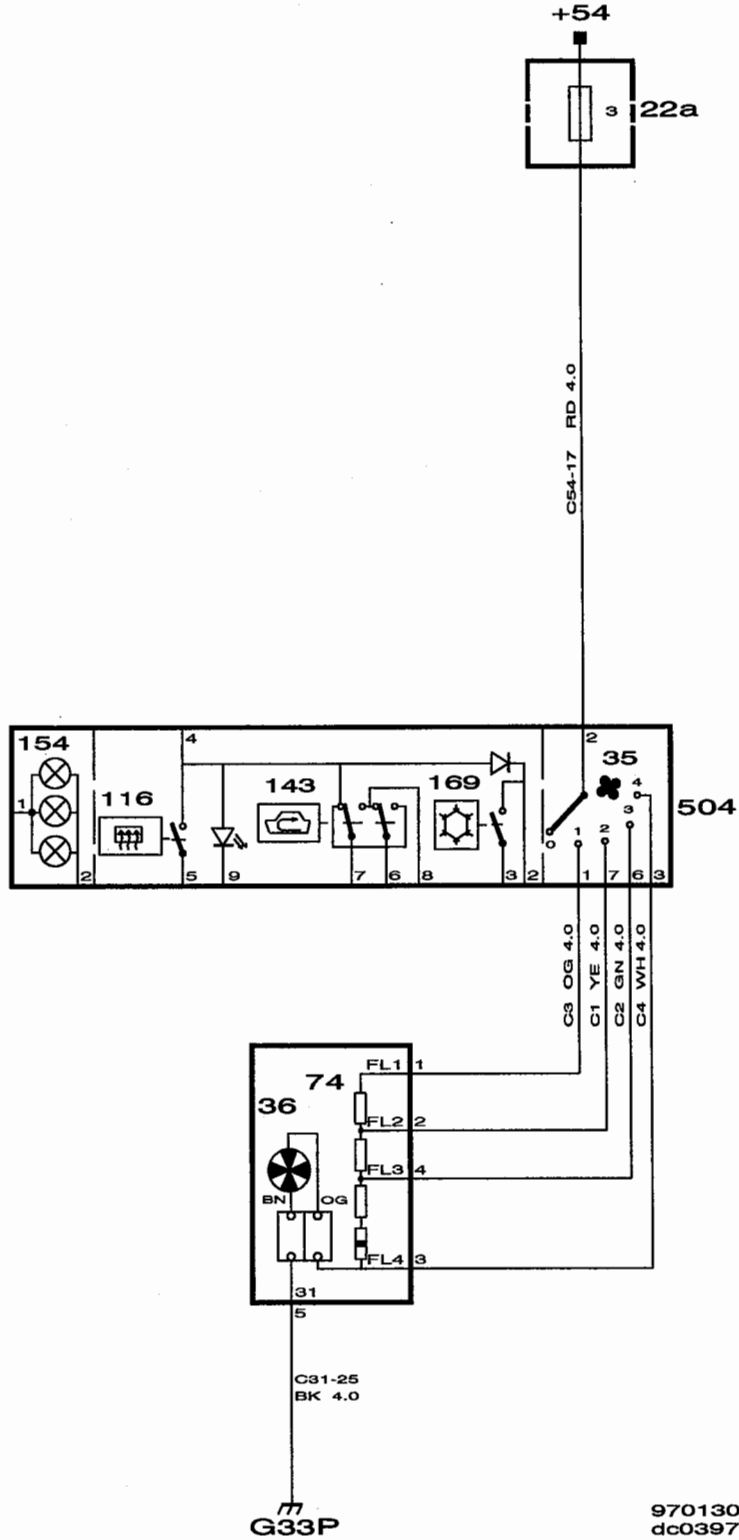 +54
3 22a
C54-17 RD 4.0
154
4
2
35
1
116
143
169
4
3
2
1
0
504
2
5
9
7
6
8
3
2
1
7
6
3
C3 OG 4.0
C1 YE 4.0
C2 GN 4.0
C4 WH 4.0
74
FL1 1
36
FL2 2
FL3 4
BN
OG
FL4 3
31
5
C31-25
BK 4.0
G33P
970130
dc0397